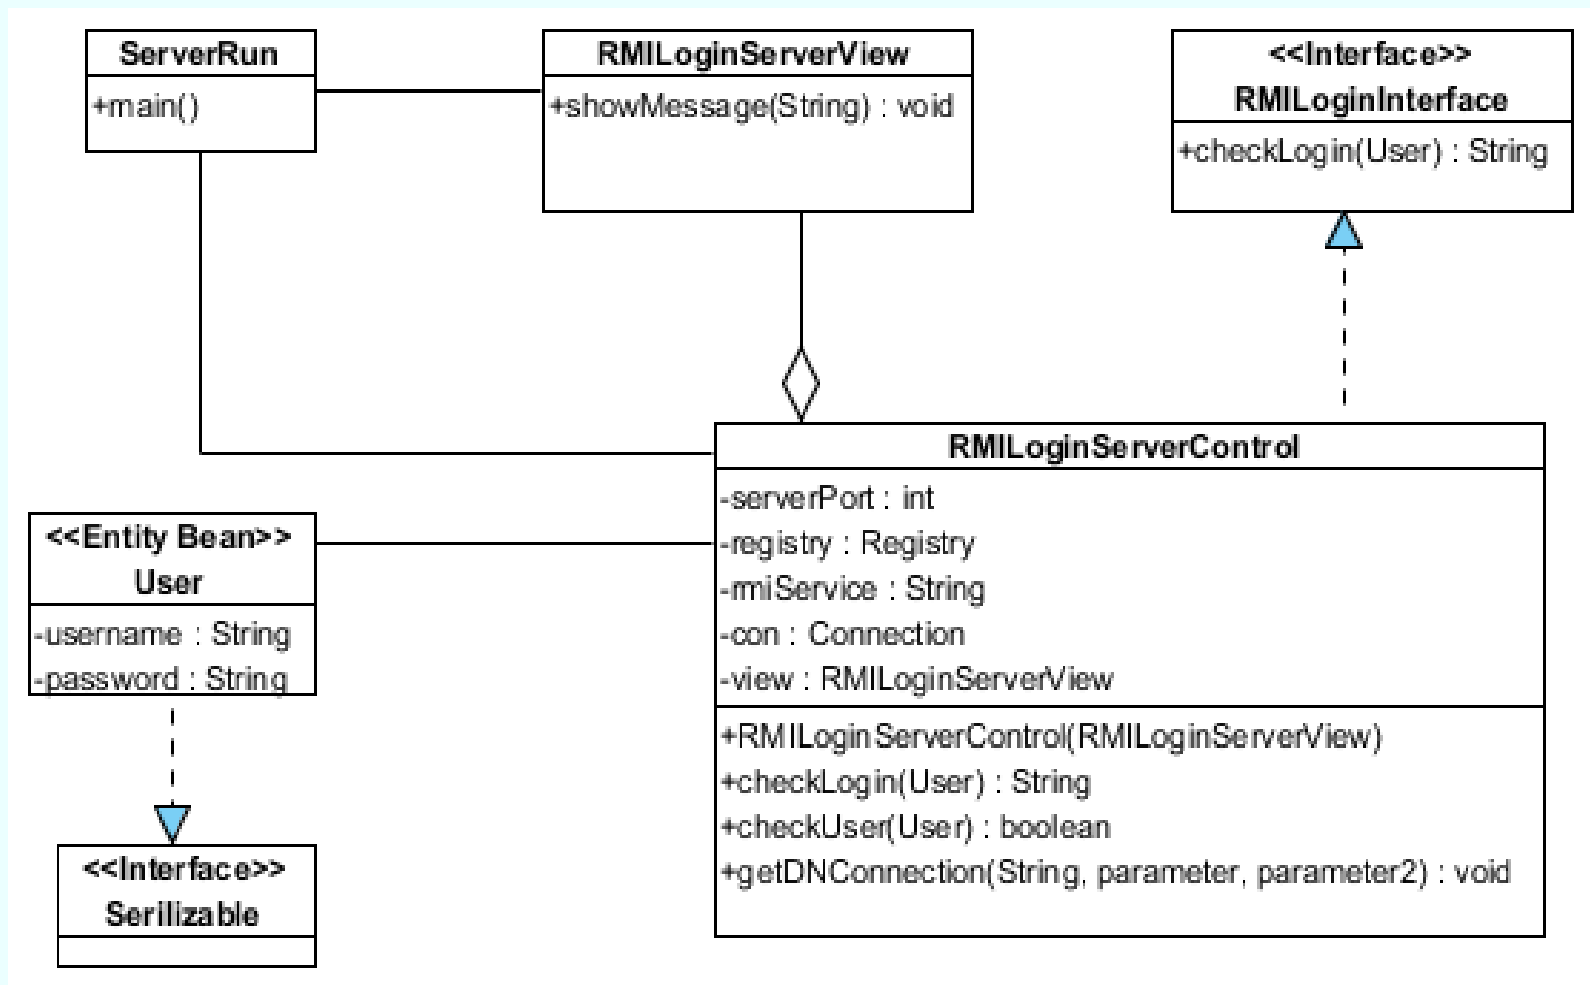 ServerRun
+main()
RMILoginServerView
+showMessage(String) : void
<<Interface>>
RMILoginInterface
+checkLogin(User) : String
RMILoginServerControl
-serverPort : int
-registry : Registry
-rmiService : String
-con : Connection
-view : RMILoginServerView
+RMILoginServerControl(RMILoginServerView)
+checkLogin(User) : String
+checkUser(User) : boolean
+getDNConnection(String, parameter, parameter2) : void
<<Entity Bean>>
User
-username : String
-password : String
<<Interface>>
Serilizable